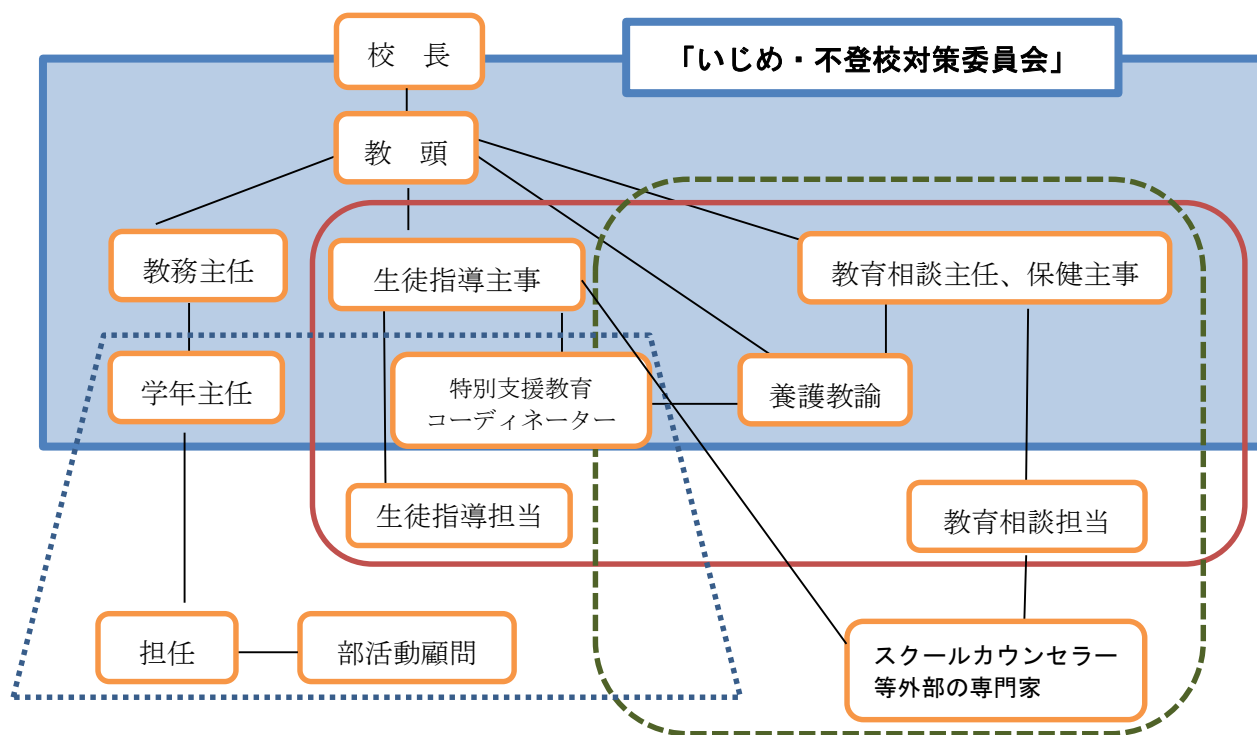 校　長
「いじめ・不登校対策委員会」
教　頭
教務主任
生徒指導主事
教育相談主任、保健主事
学年主任
特別支援教育
コーディネーター
養護教諭
生徒指導担当
教育相談担当
担任
部活動顧問
スクールカウンセラー
等外部の専門家